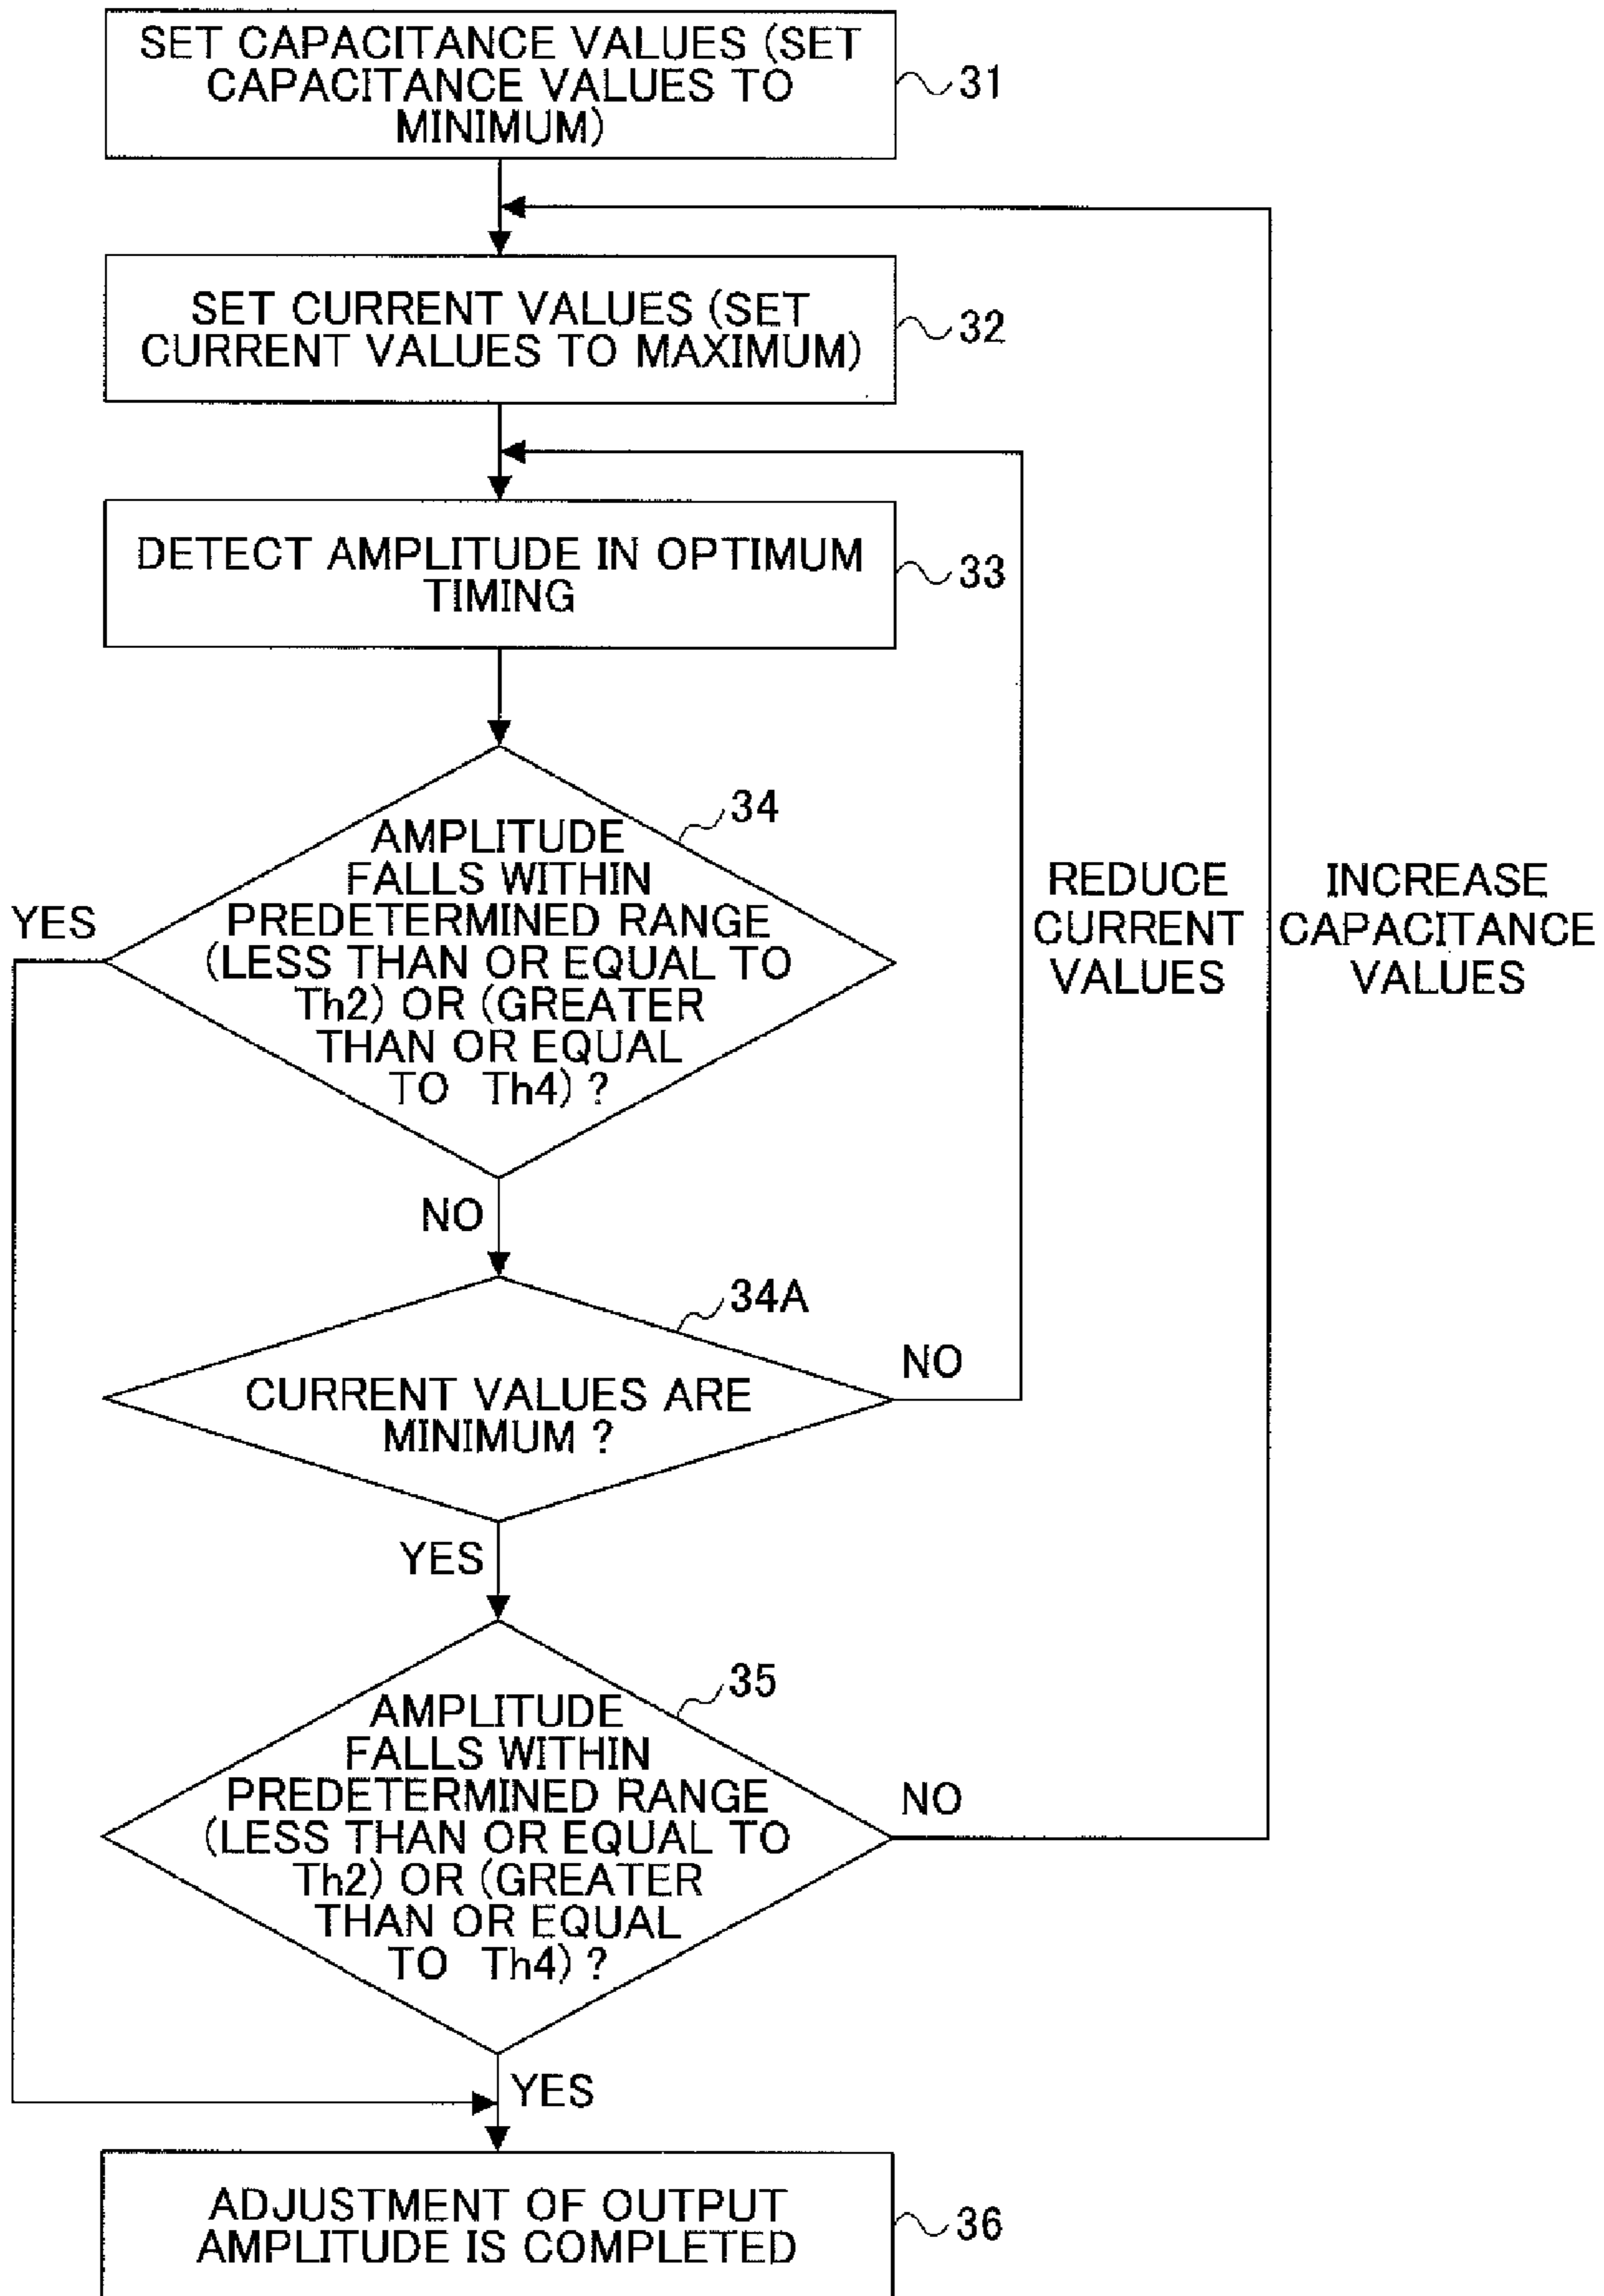 SET CAPACITANCE VALUES (SET
CAPACITANCE VALUES TO
MINIMUM)
31
SET CURRENT VALUES (SET
CURRENT VALUES TO MAXIMUM)
32
DETECT AMPLITUDE IN OPTIMUM
TIMING
33
34
AMPLITUDE
FALLS WITHIN
PREDETERMINED RANGE
(LESS THAN OR EQUAL TO
Th2) OR (GREATER
THAN OR EQUAL
TO Th4) ?
YES
NO
REDUCE
CURRENT
VALUES
INCREASE
CAPACITANCE
VALUES
34A
CURRENT VALUES ARE
MINIMUM ?
NO
YES
35
AMPLITUDE
FALLS WITHIN
PREDETERMINED RANGE
(LESS THAN OR EQUAL TO
Th2) OR (GREATER
THAN OR EQUAL
TO Th4) ?
NO
YES
ADJUSTMENT OF OUTPUT
AMPLITUDE IS COMPLETED
36